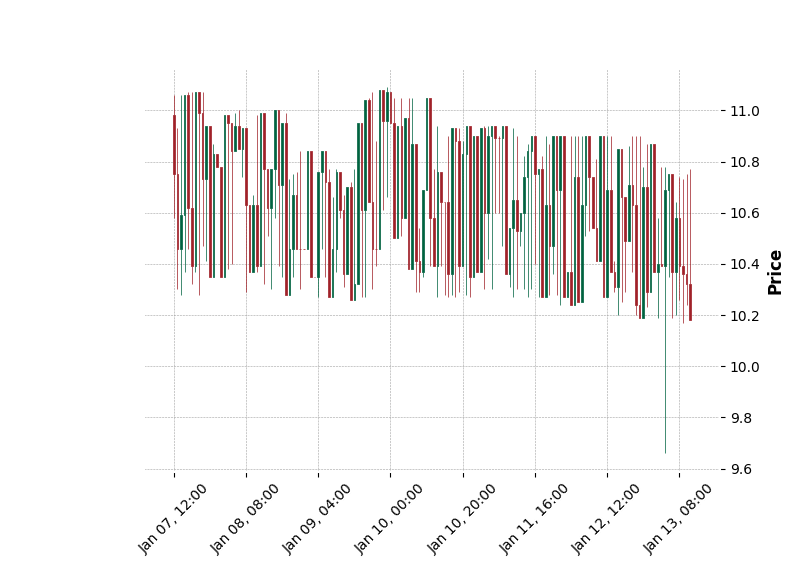 11.0
10.8
10.6
10.4
10.2
10.0
9.8
9.6
Price
Jan 07, 12:00
Jan 08, 08:00
Jan 09, 04:00
Jan 10, 00:00
Jan 10, 20:00
Jan 11, 16:00
Jan 12, 12:00
Jan 13, 08:00